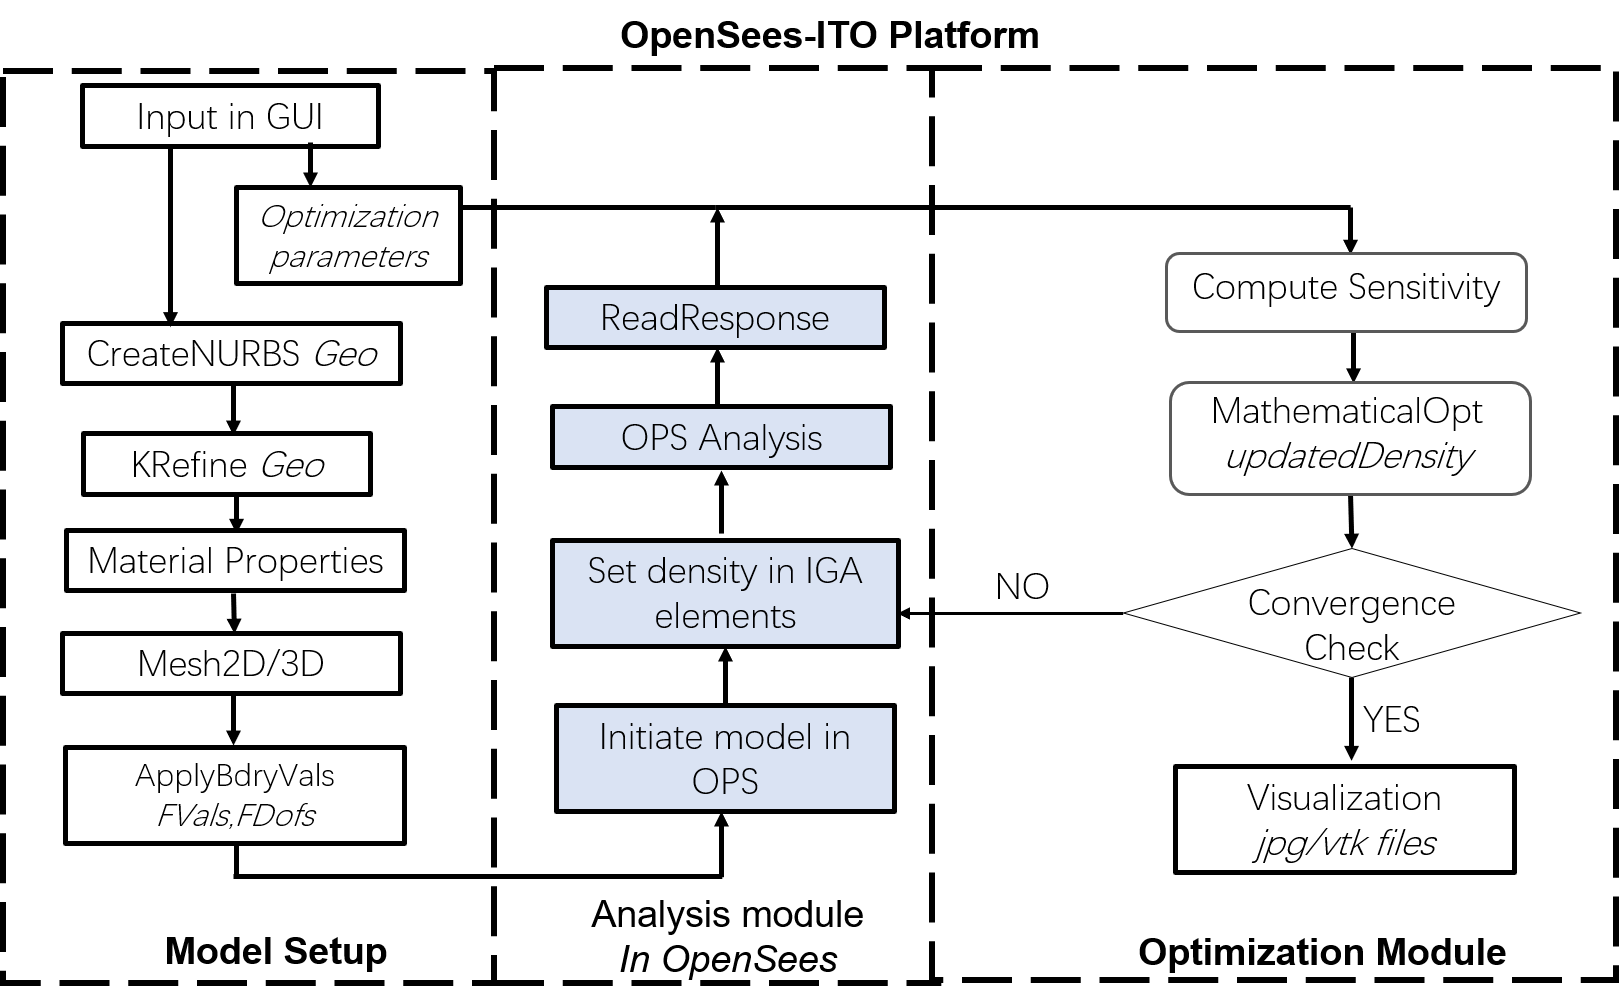 OpenSees-ITO Platform
Input in GUI
Optimization
parameters
CreateNURBS Geo
KRefine Geo
Material Properties
Mesh2D/3D
ApplyBdryVals
FVals,FDofs
Model Setup
ReadResponse
OPS Analysis
Set density in IGA
elements
Initiate model in
OPS
Analysis module
In OpenSees
Compute Sensitivity
MathematicalOpt
updatedDensity
NO
Convergence
Check
YES
Visualization
jpg/vtk files
Optimization Module